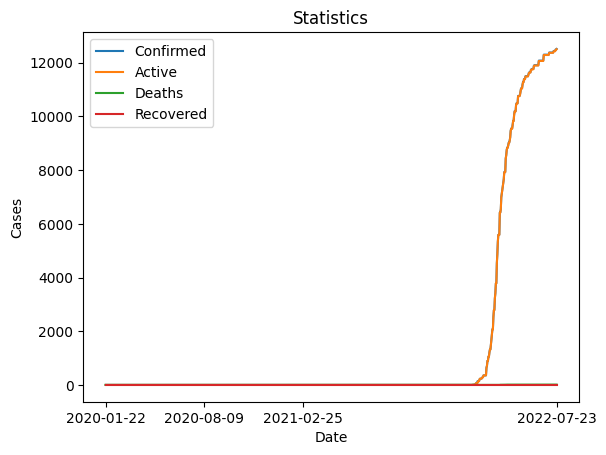 Statistics
Confirmed
Active
Deaths
Recovered
Cases
12000
10000
8000
6000
4000
2000
0
2020-01-22 2020-08-09 2021-02-25 2022-07-23
Date